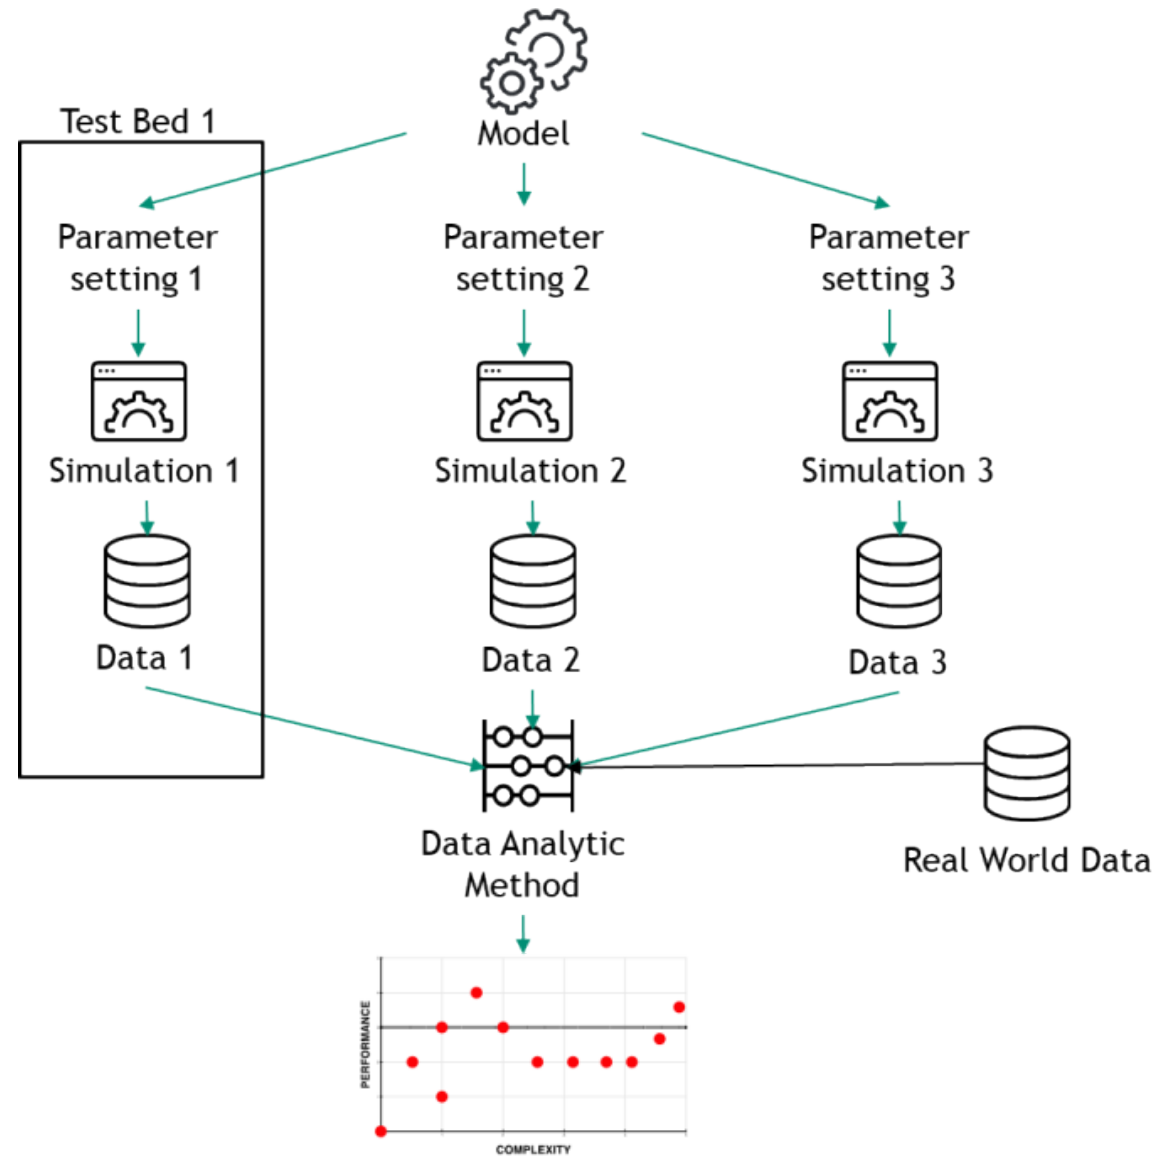 Model
Test Bed 1
Parameter
setting 1
Parameter
setting 2
Parameter
setting 3
Simulation 1
Simulation 2
Simulation 3
Data 1
Data 2
Data 3
Data Analytic
Method
Real World Data
PERFORMANCE
COMPLEXITY